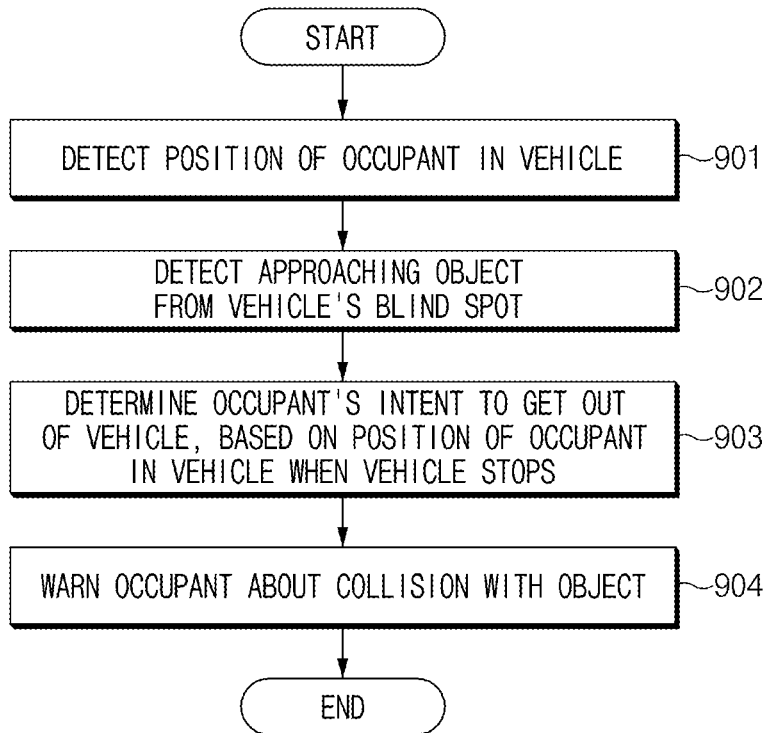 START
DETECT POSITION OF OCCUPANT IN VEHICLE
901
DETECT APPROACHING OBJECT
FROM VEHICLE'S BLIND SPOT
902
DETERMINE OCCUPANT'S INTENT TO GET OUT
OF VEHICLE, BASED ON POSITION OF OCCUPANT
IN VEHICLE WHEN VEHICLE STOPS
903
WARN OCCUPANT ABOUT COLLISION WITH OBJECT
904
END